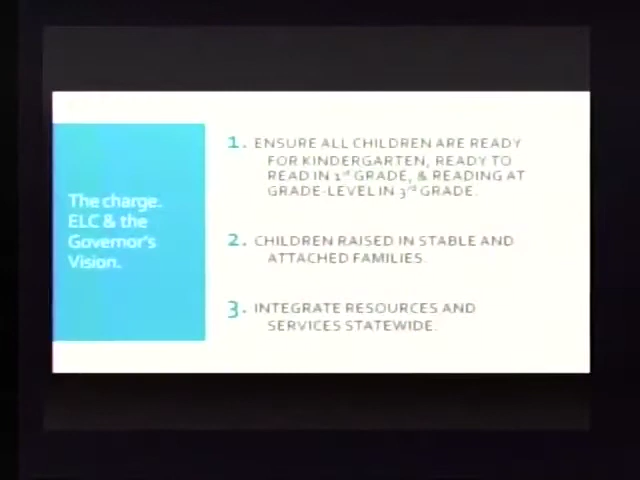 The charge.
ELC & the
Governor's
Vision.
1. ENSURE ALL CHILDREN ARE READY
FOR KINDERGARTEN, READY TO
READ IN 1st GRADE, & READING AT
GRADE-LEVEL IN 3rd GRADE.
2. CHILDREN RAISED IN STABLE AND
ATTACHED FAMILIES.
3. INTEGRATE RESOURCES AND
SERVICES STATEWIDE.